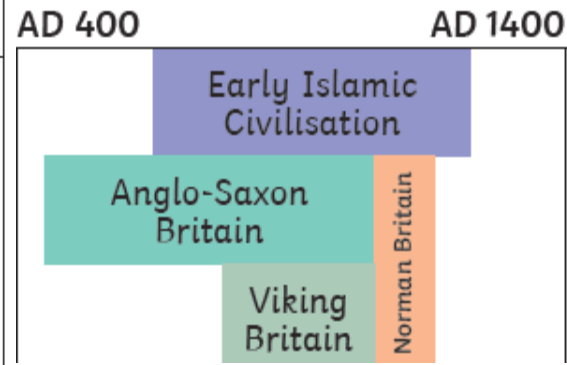 AD 400
AD 1400
Early Islamic
Civilisation
Anglo-Saxon
Britain
Norman Britain
Viking
Britain